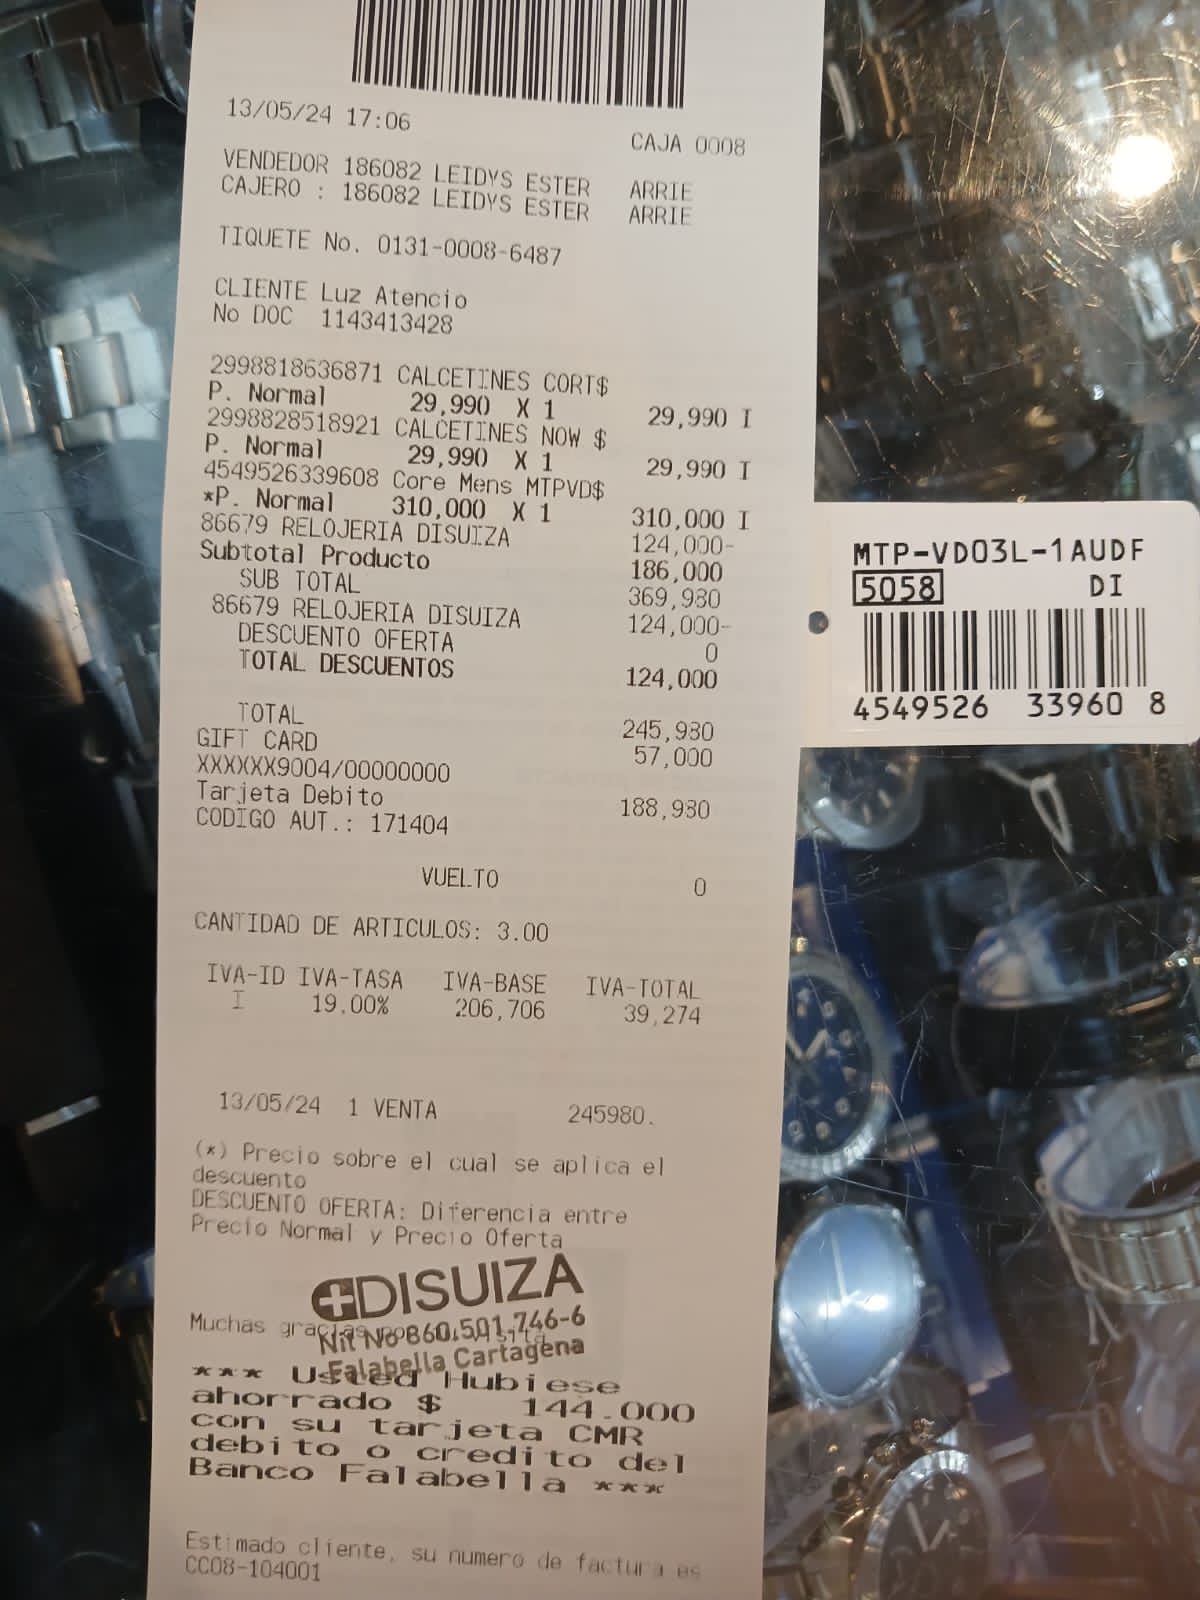 13/05/24 17:06
CAJA 0008
VENDEDOR 186082 LEIDYS ESTER ARRIE
CAJERO : 186082 LEIDYS ESTER ARRIE
TIQUETE No. 0131-0008-6487
CLIENTE Luz Atencio
No DOC 1143413428
2998818636871 CALCETINES CORT$
P. Normal 29,990 X 1 29,990 I
2998828518921 CALCETINES NOW $
P. Normal 29,990 X 1 29,990 I
4549526339608 Core Mens MTPVD$
*P. Normal 310,000 X 1 310,000 I
86679 RELOJERIA DISUIZA 124,000-
Subtotal Producto 186,000
SUB TOTAL 369,980
86679 RELOJERIA DISUIZA 124,000-
DESCUENTO OFERTA 0
TOTAL DESCUENTOS 124,000
TOTAL 245,980
GIFT CARD 57,000
XXXXXX9004/00000000
Tarjeta Debito 188,980
CODIGO AUT.: 171404
VUELTO 0
CANTIDAD DE ARTICULOS: 3.00
IVA-ID IVA-TASA IVA-BASE IVA-TOTAL
I 19.00% 206,706 39,274
13/05/24 1 VENTA 245980.
(*) Precio sobre el cual se aplica el
descuento
DESCUENTO OFERTA: Diferencia entre
Precio Normal y Precio Oferta
DISUIZA
Muchas gracias
Nit No 860.501.746-6
Falabella Cartagena
*** Usted Hubiese
ahorrado $ 144.000
con su tarjeta CMR
debito o credito del
Banco Falabella ***
Estimado cliente, su numero de factura es
CC08-104001
MTP-VD03L-1AUDF
5058 DI
4549526 33960 8